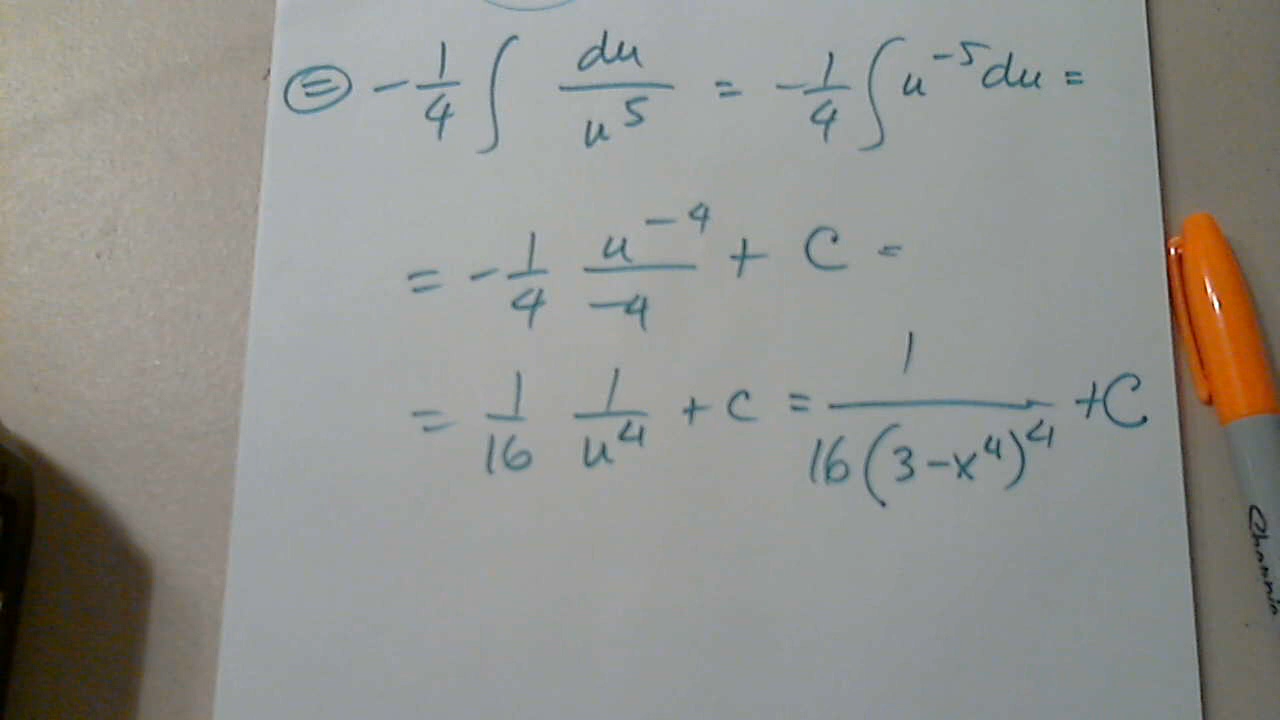 ⊜ -1/4 ∫ du/u^5 = -1/4 ∫ u^-5 du =
= -1/4 u^-4/-4 + C =
= 1/16 1/u^4 + C = 1/16(3-x^4)^4 + C